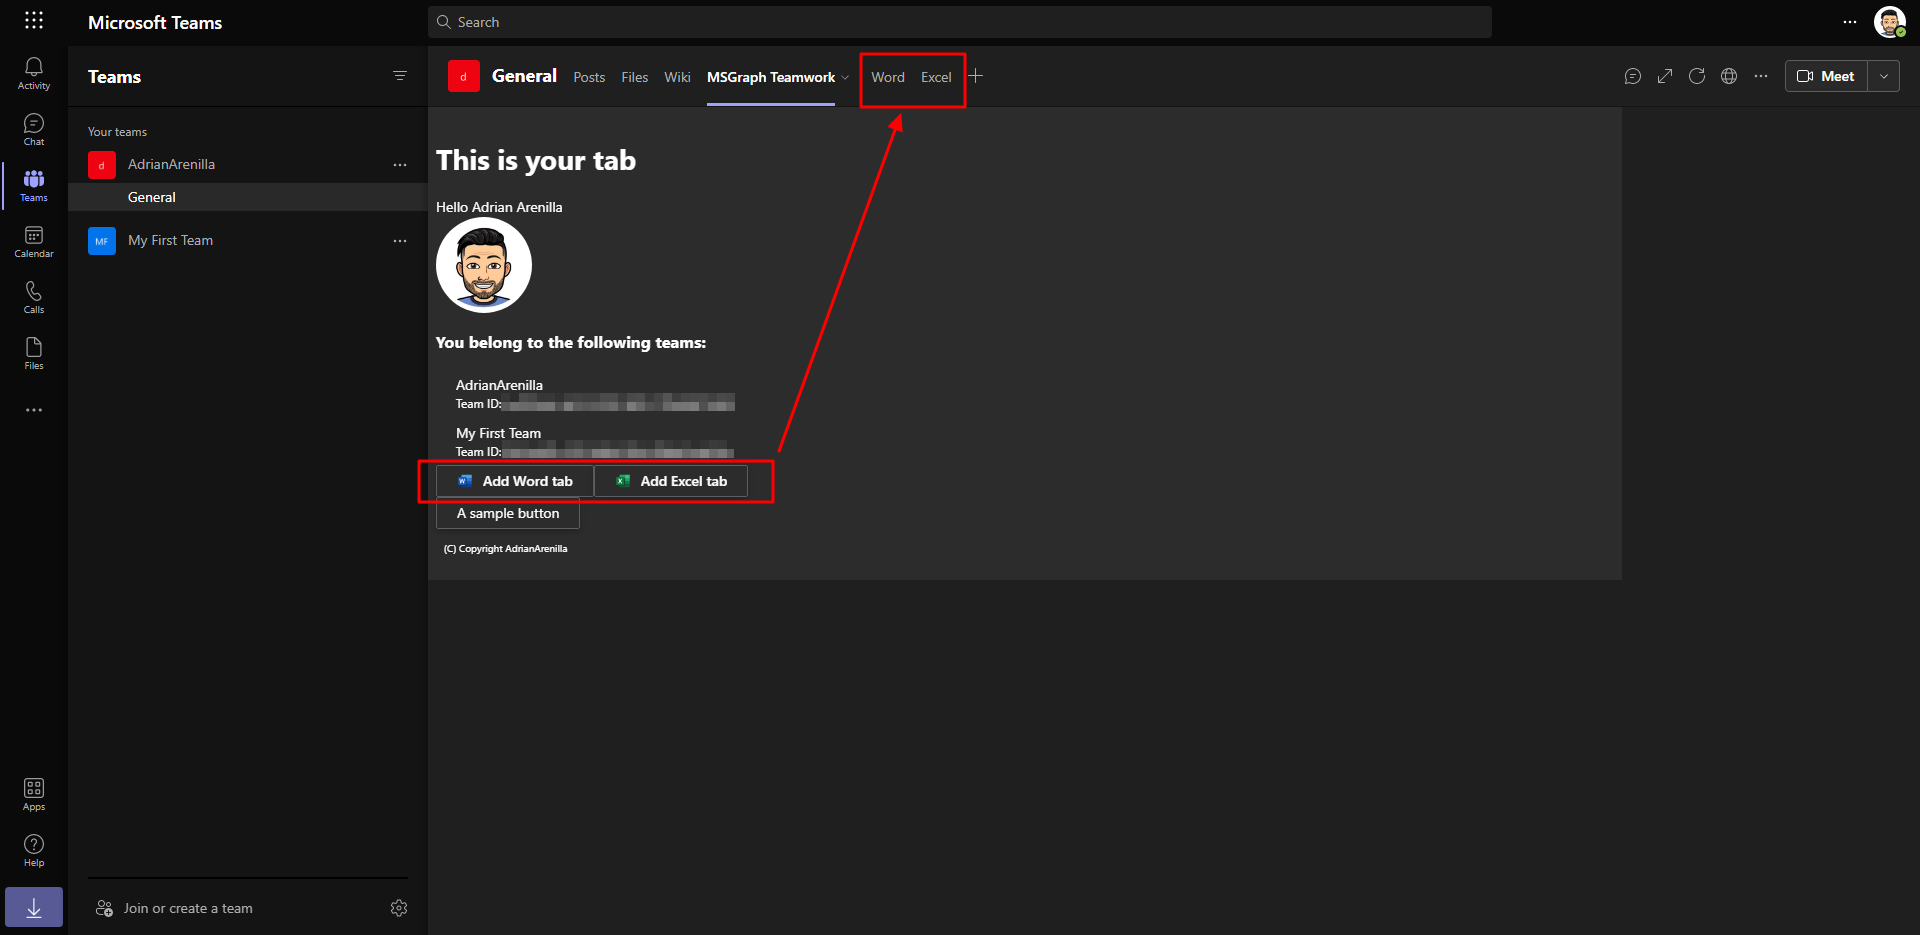 Microsoft Teams
Search
Activity
Chat
Teams
Calendar
Calls
Files
Apps
Help
Teams
Your teams
d
AdrianArenilla
General
MF
My First Team
Join or create a team
d
General
Posts
Files
Wiki
MSGraph Teamwork
Word
Excel
Meet
This is your tab
Hello Adrian Arenilla
You belong to the following teams:
AdrianArenilla
Team ID:
My First Team
Team ID:
Add Word tab
Add Excel tab
A sample button
(C) Copyright AdrianArenilla